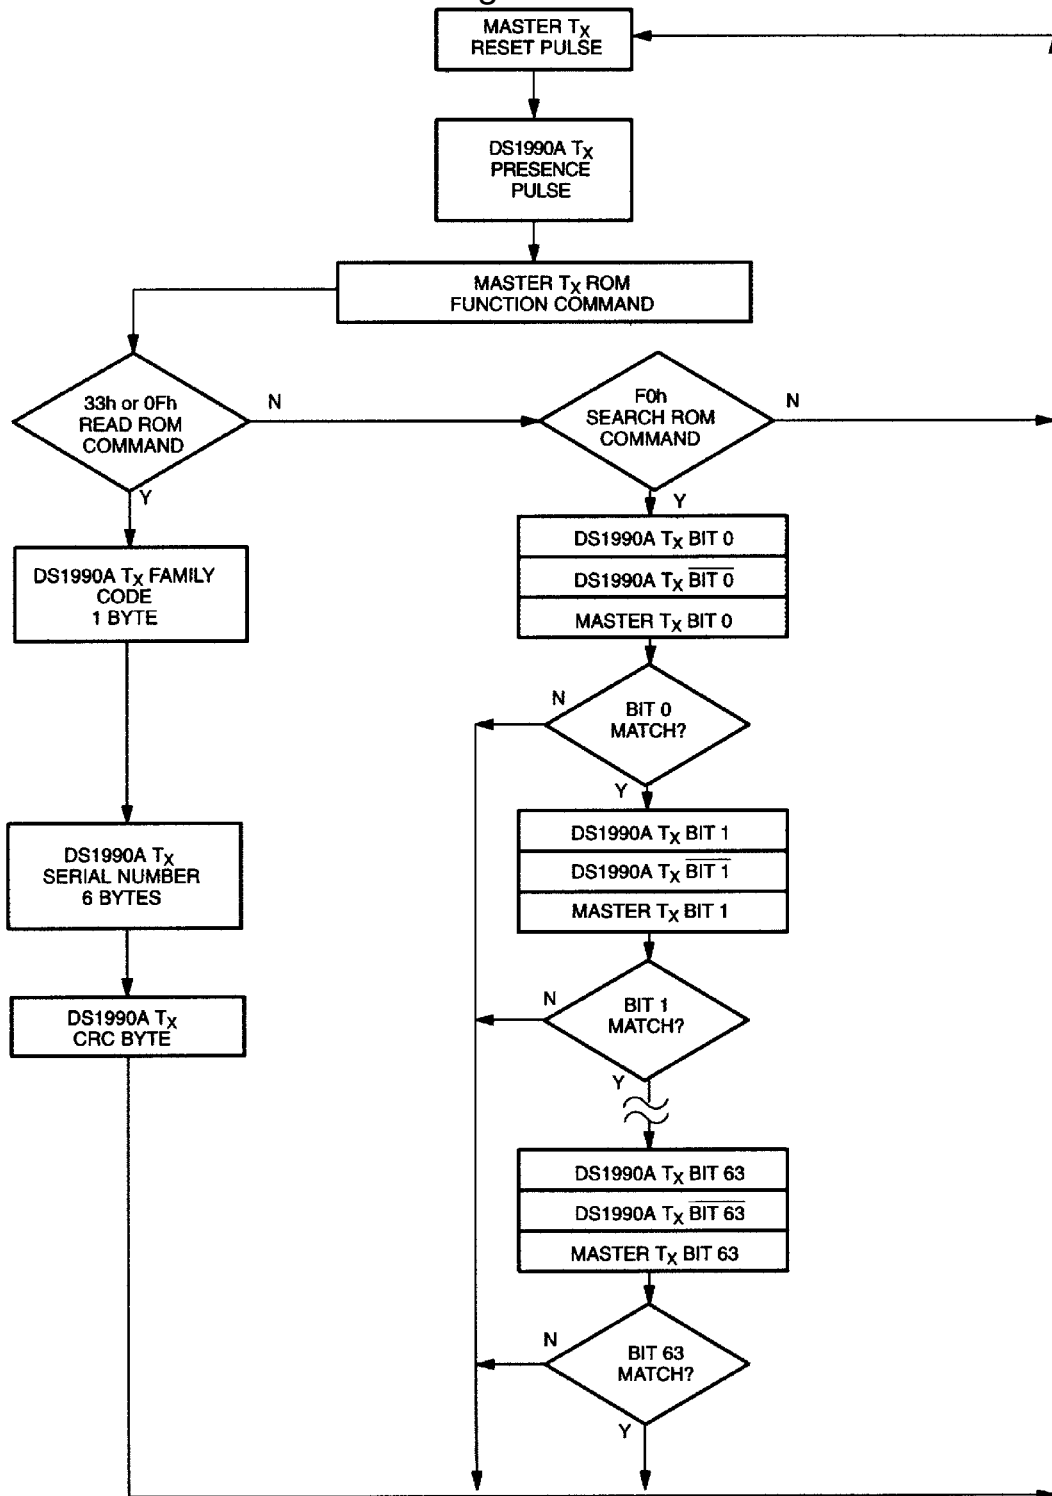 MASTER TX
RESET PULSE
DS1990A TX
PRESENCE
PULSE
MASTER TX ROM
FUNCTION COMMAND
33h or 0Fh
READ ROM
COMMAND
N
Y
F0h
SEARCH ROM
COMMAND
N
Y
DS1990A TX FAMILY
CODE
1 BYTE
DS1990A TX
SERIAL NUMBER
6 BYTES
DS1990A TX
CRC BYTE
DS1990A TX BIT 0
DS1990A TX B̅I̅T̅ ̅0̅
MASTER TX BIT 0
BIT 0
MATCH?
N
Y
DS1990A TX BIT 1
DS1990A TX B̅I̅T̅ ̅1̅
MASTER TX BIT 1
BIT 1
MATCH?
N
Y
DS1990A TX BIT 63
DS1990A TX B̅I̅T̅ ̅6̅3̅
MASTER TX BIT 63
BIT 63
MATCH?
N
Y